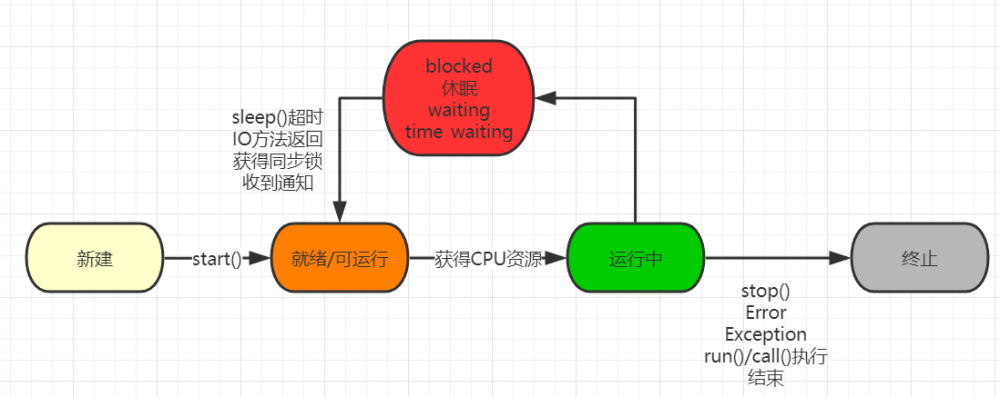 blocked
休眠
waiting
time waiting
sleep()超时
IO方法返回
获得同步锁
收到通知
新建
start()
就绪/可运行
获得CPU资源
运行中
终止
stop()
Error
Exception
run()/call()执行
结束